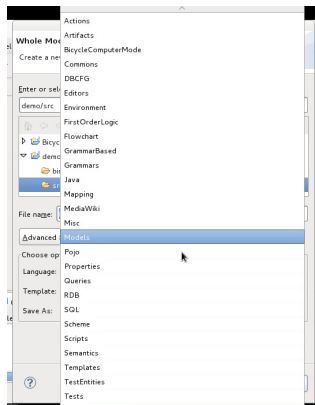 Actions
Artifacts
Whole Mo
BicycleComputerMode
Create a ne
Commons
DBCFG
Enter or sel
Editors
demo/src
Environment
FirstOrderLogic
Flowchart
Bicyc
GrammarBased
demo
Grammars
bin
Java
sr
Mapping
MediaWiki
File name:
Misc
Advanced
Models
Choose op
Pojo
Language:
Properties
Queries
Template:
RDB
Save As:
SQL
Scheme
Scripts
Semantics
Templates
TestEntities
Tests